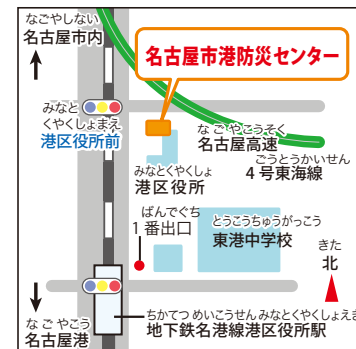 なごやしない
名古屋市内
名古屋市港防災センター
みなと
くやくしょまえ
港区役所前
なごやこうそく
名古屋高速
ごうとうかいせん
4号東海線
みなとくやくしょ
港区役所
ばんでぐち
1番出口
とうこうちゅうがっこう
東港中学校
きた
北
なごやこう
名古屋港
ちかてつ めいこうせん みなとくやくしょえき
地下鉄名港線港区役所駅